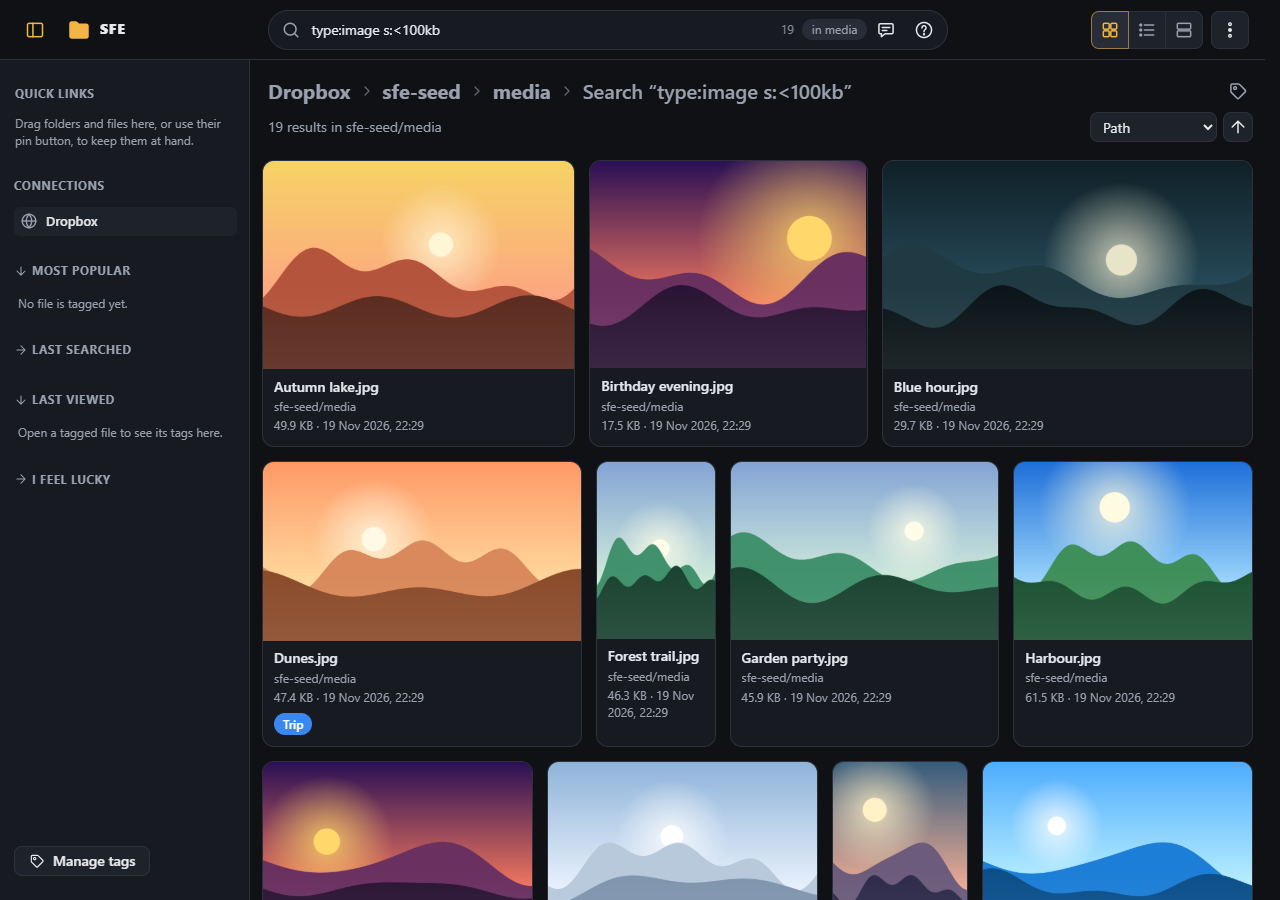 SFE
type:image s:<100kb
19
in media
QUICK LINKS
Drag folders and files here, or use their
pin button, to keep them at hand.
CONNECTIONS
Dropbox
MOST POPULAR
No file is tagged yet.
LAST SEARCHED
LAST VIEWED
Open a tagged file to see its tags here.
I FEEL LUCKY
Manage tags
Dropbox > sfe-seed > media > Search “type:image s:<100kb”
19 results in sfe-seed/media
Path
Autumn lake.jpg
sfe-seed/media
49.9 KB · 19 Nov 2026, 22:29
Birthday evening.jpg
sfe-seed/media
17.5 KB · 19 Nov 2026, 22:29
Blue hour.jpg
sfe-seed/media
29.7 KB · 19 Nov 2026, 22:29
Dunes.jpg
sfe-seed/media
47.4 KB · 19 Nov 2026, 22:29
Trip
Forest trail.jpg
sfe-seed/media
46.3 KB · 19 Nov
2026, 22:29
Garden party.jpg
sfe-seed/media
45.9 KB · 19 Nov 2026, 22:29
Harbour.jpg
sfe-seed/media
61.5 KB · 19 Nov 2026, 22:29